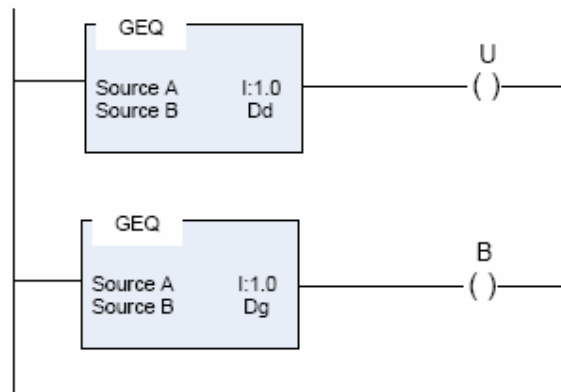 GEQ
U
Source A I:1.0
Source B Dd
( )
GEQ
B
Source A I:1.0
Source B Dg
( )